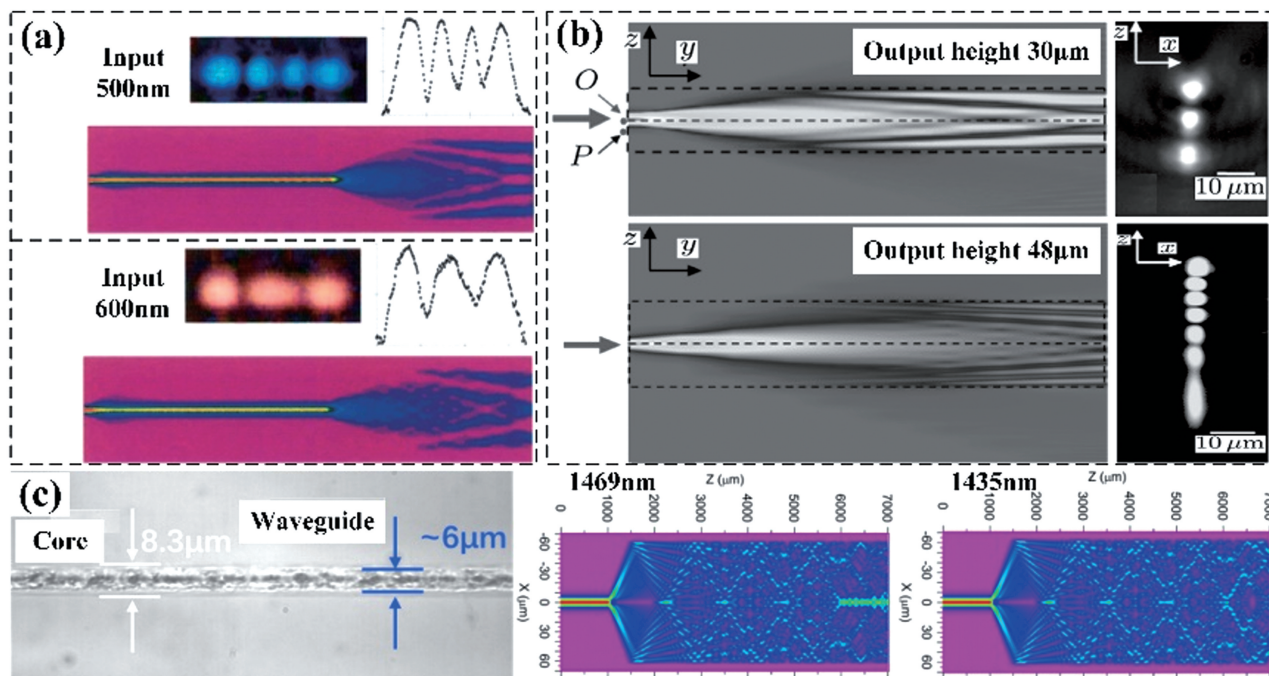 (a)
Input
500nm
Input
600nm
(b)
z
y
O
P
Output height 30μm
z
x
10 μm
z
y
Output height 48μm
z
x
10 μm
(c)
Core
8.3μm
Waveguide
~6μm
1469nm
Z (μm)
0 1000 2000 3000 4000 5000 6000 7000
X (μm)
-60 -30 0 30 60
1435nm
Z (μm)
0 1000 2000 3000 4000 5000 6000
X (μm)
-60 -30 0 30 60